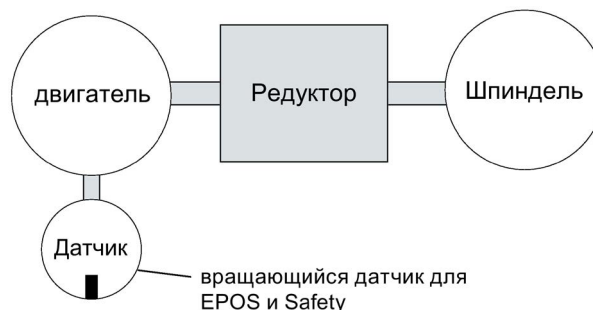 двигатель
Редуктор
Шпиндель
Датчик
вращающийся датчик для
EPOS и Safety